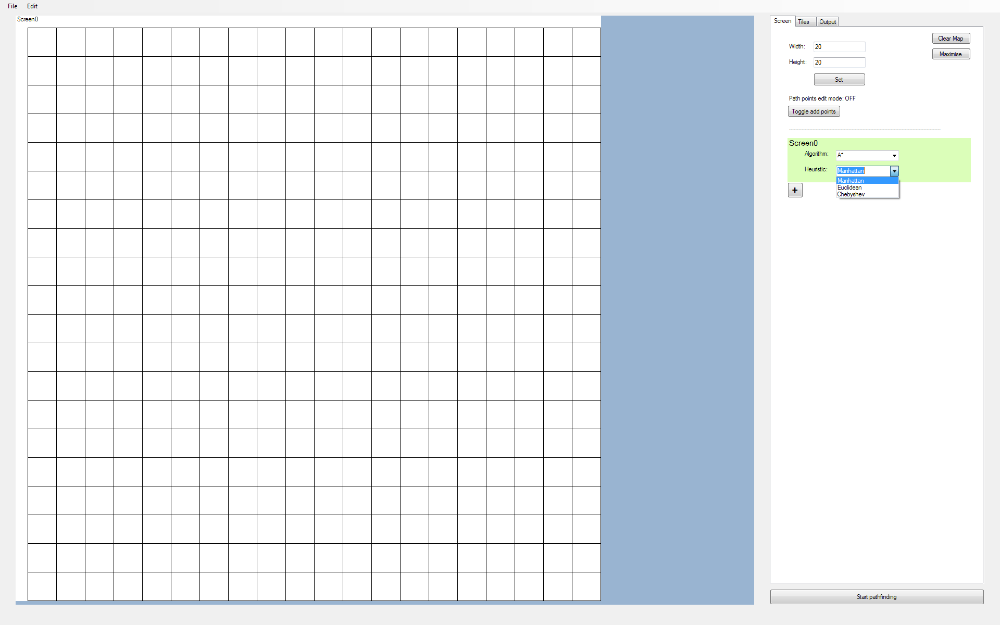 File Edit
Screen0
Screen Tiles Output
Clear Map
Width: 20
Maximise
Height: 20
Set
Path points edit mode: OFF
Toggle add points
Screen0
Algorithm: A*
Heuristic: Manhattan
Manhattan
Euclidean
Chebyshev
+
Start pathfinding